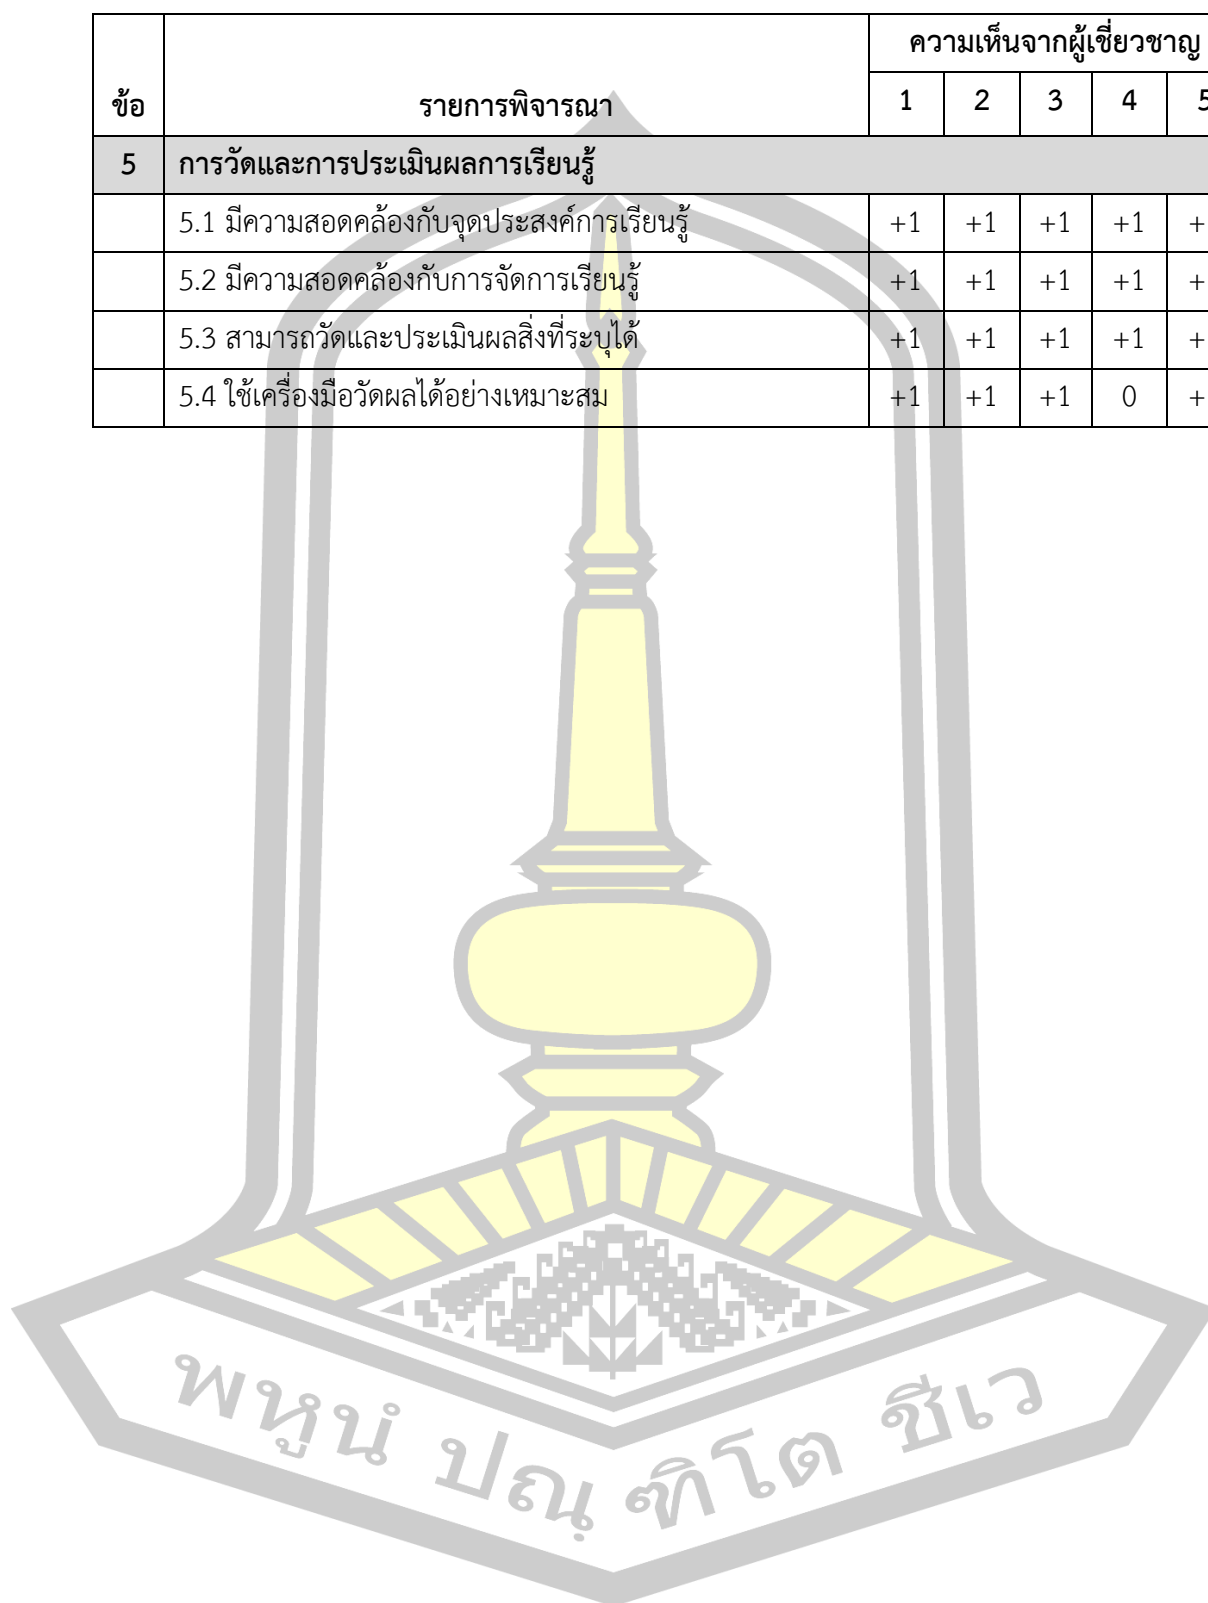 ความเห็นจากผู้เชี่ยวชาญ
ข้อ รายการพิจารณา 1 2 3 4 5
5 การวัดและการประเมินผลการเรียนรู้
5.1 มีความสอดคล้องกับจุดประสงค์การเรียนรู้ +1 +1 +1 +1 +
5.2 มีความสอดคล้องกับการจัดการเรียนรู้ +1 +1 +1 +1 +
5.3 สามารถวัดและประเมินผลสิ่งที่ระบุได้ +1 +1 +1 +1 +
5.4 ใช้เครื่องมือวัดผลได้อย่างเหมาะสม +1 +1 +1 0 +
พหูนํ ปณฺฑิโต ชีเว